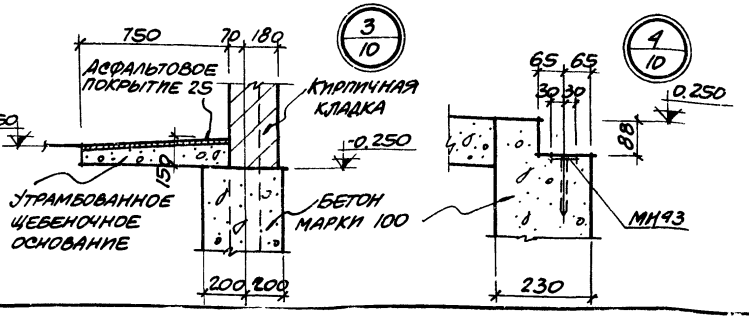 750 70 180
3
10
АСФАЛЬТОВОЕ
ПОКРЫТИЕ 25
КИРПИЧНАЯ
КЛАДКА
-0.250
150
УТРАМБОВАННОЕ
ЩЕБЕНОЧНОЕ
ОСНОВАНИЕ
БЕТОН
МАРКИ 100
200 200
4
10
65 65
30 30
0.250
88
МН93
230